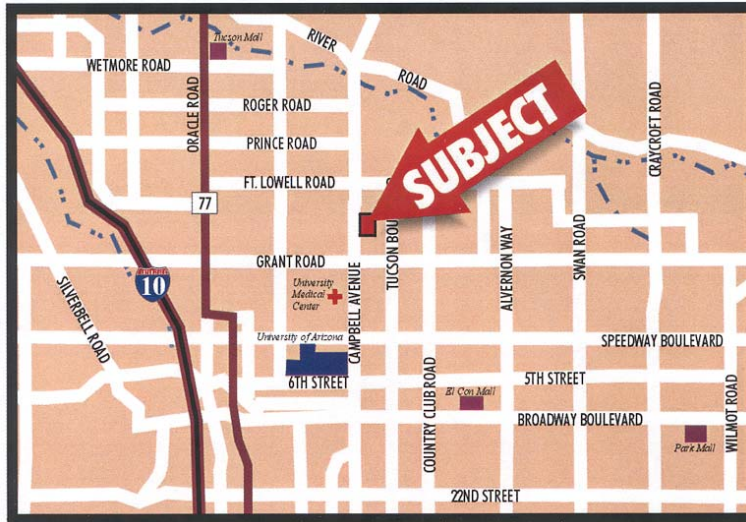 Tucson Mall
RIVER
ROAD
WETMORE ROAD
ORACLE ROAD
ROGER ROAD
PRINCE ROAD
FT. LOWELL ROAD
CRAYCROFT ROAD
SUBJECT
77
GRANT ROAD
CAMPBELL AVENUE
TUCSON BOU
ALVERNON WAY
SWAN ROAD
INTERSTATE
10
SILVERBELL ROAD
University
Medical
Center
University of Arizona
SPEEDWAY BOULEVARD
6TH STREET
5TH STREET
COUNTRY CLUB ROAD
El Con Mall
BROADWAY BOULEVARD
Park Mall
WILMOT ROAD
22ND STREET